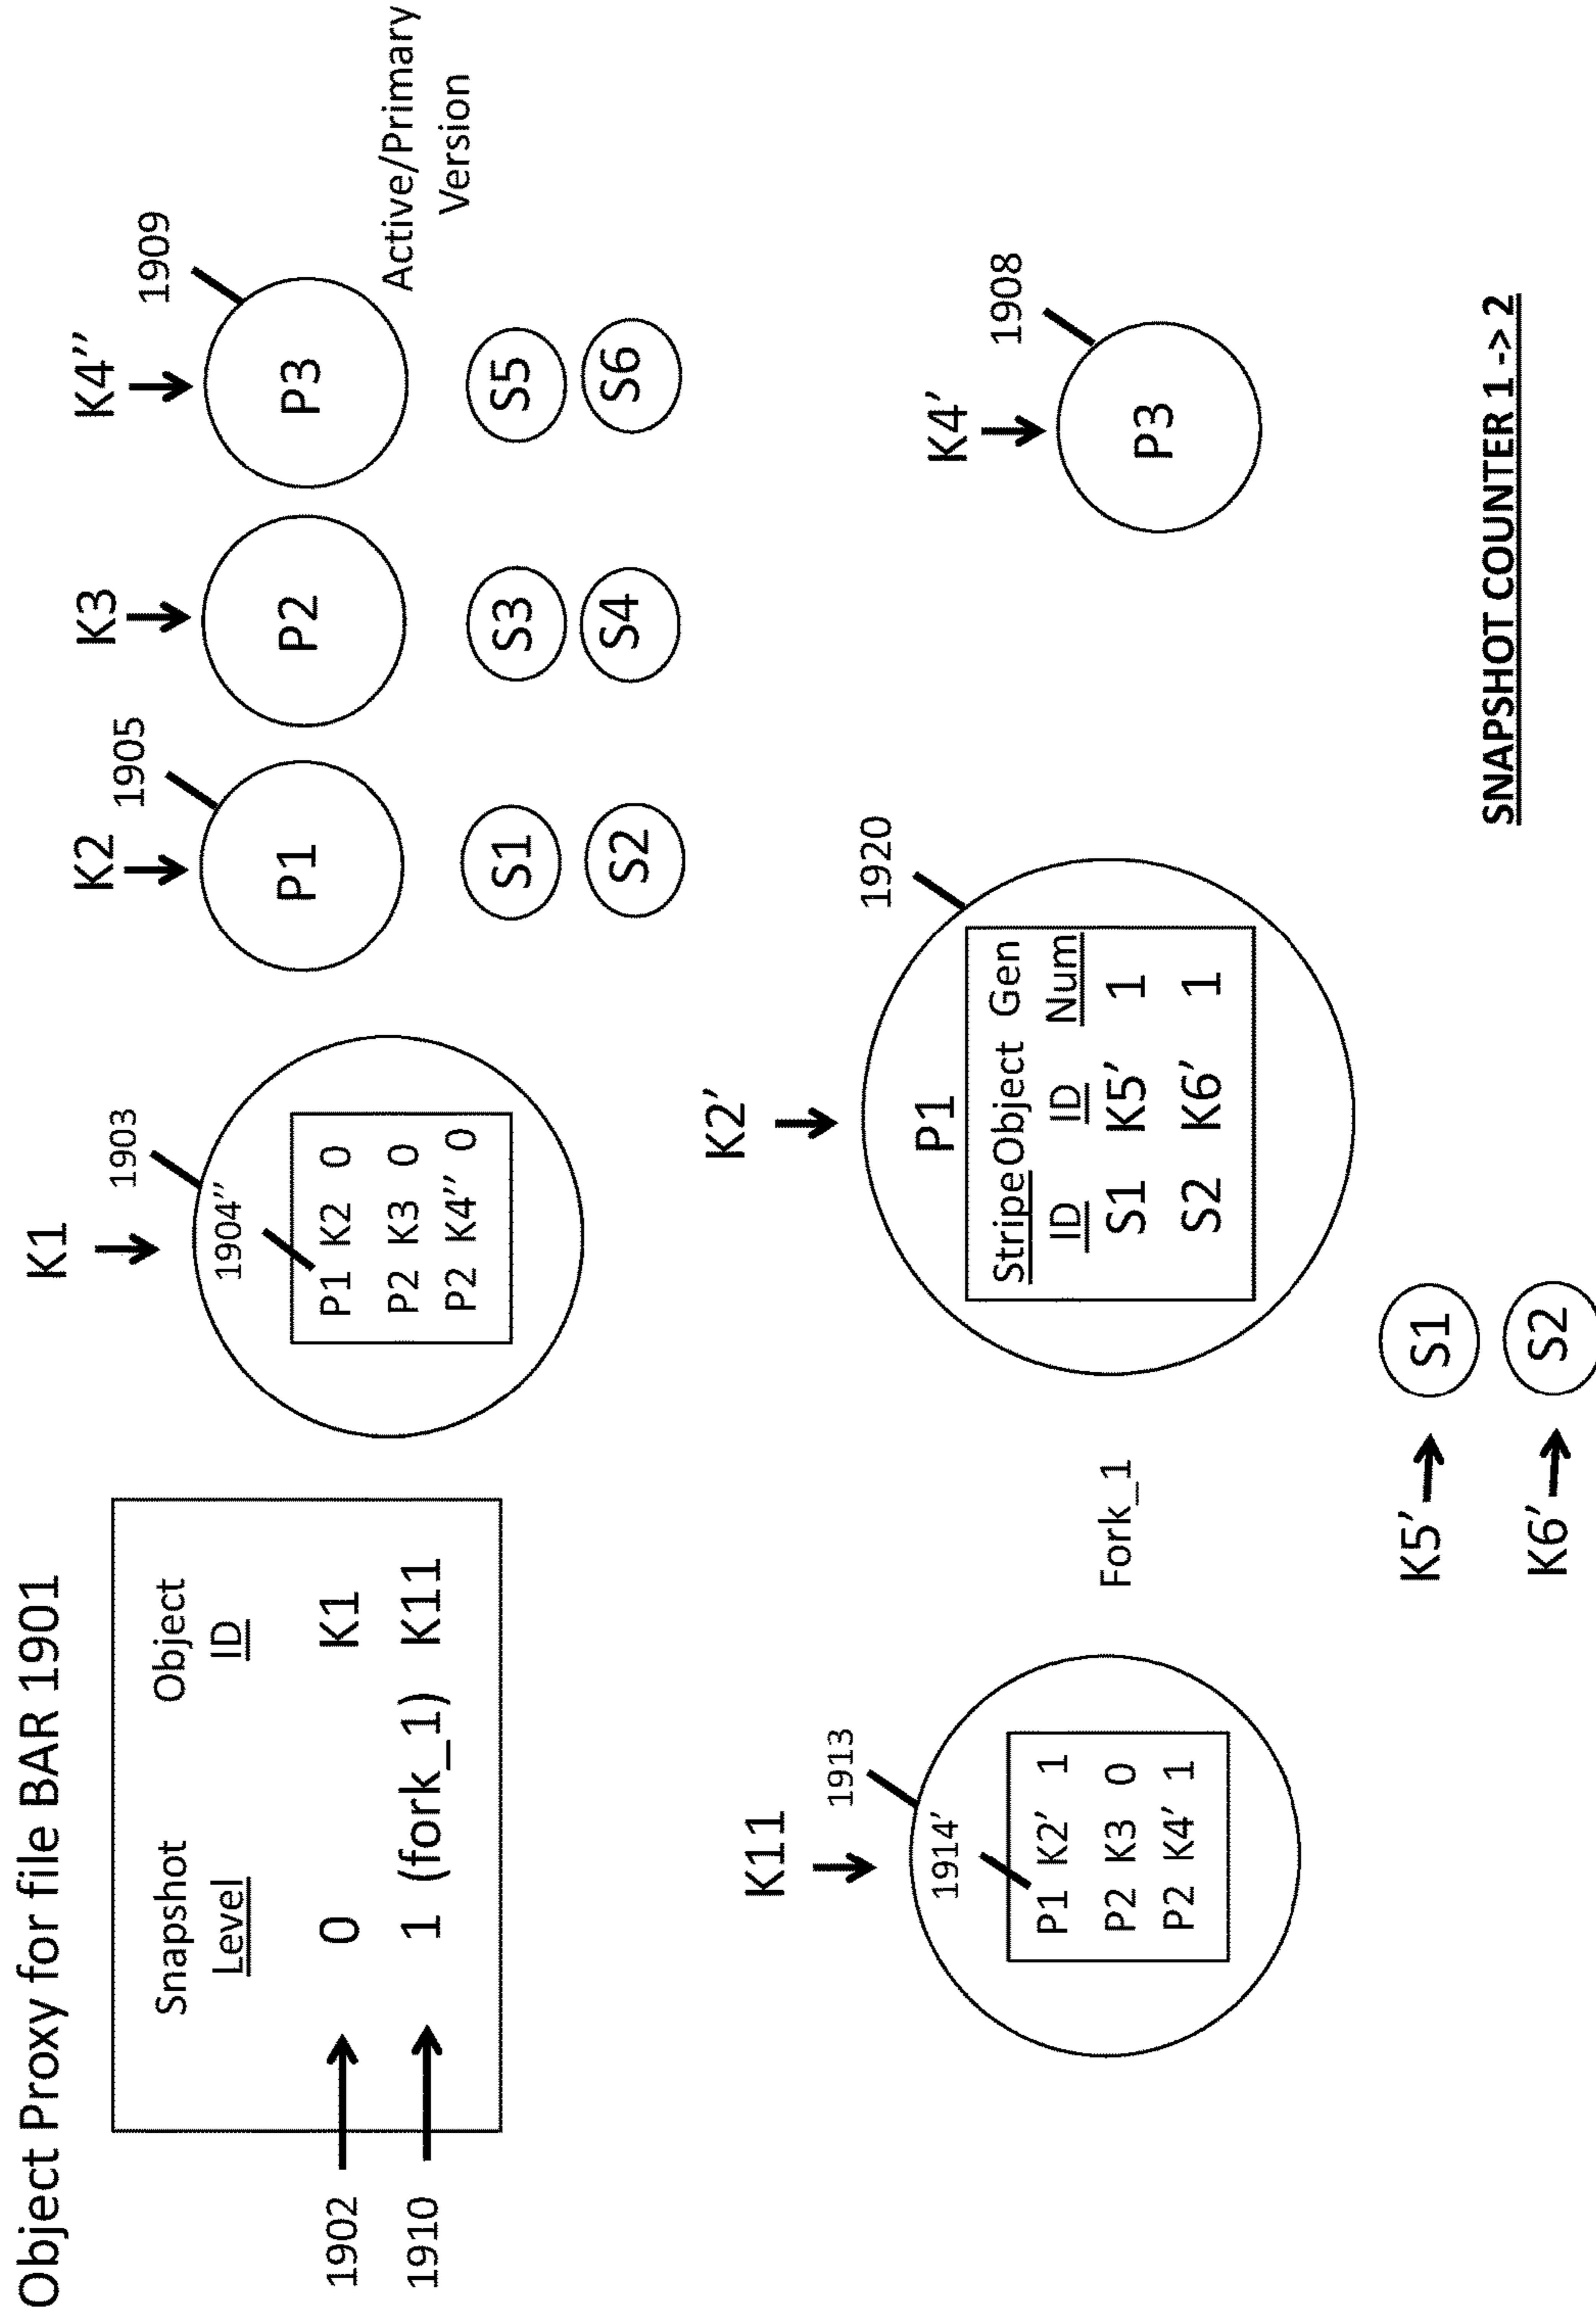 Object Proxy for file BAR 1901
Snapshot Object
Level ID
1902 0 K1
1910 1 (fork_1) K11
K1
1903
1904’’
P1 K2 0
P2 K3 0
P2 K4’’ 0
K2
1905
P1
S1
S2
K3
P2
S3
S4
K4’’
1909
P3
S5
S6
Active/Primary
Version
K11
1913
1914’
P1 K2’ 1
P2 K3 0
P2 K4’ 1
Fork_1
K2’
1920
P1
Stripe Object Gen
ID ID Num
S1 K5’ 1
S2 K6’ 1
K4’
1908
P3
K5’ S1
K6’ S2
SNAPSHOT COUNTER 1 -> 2